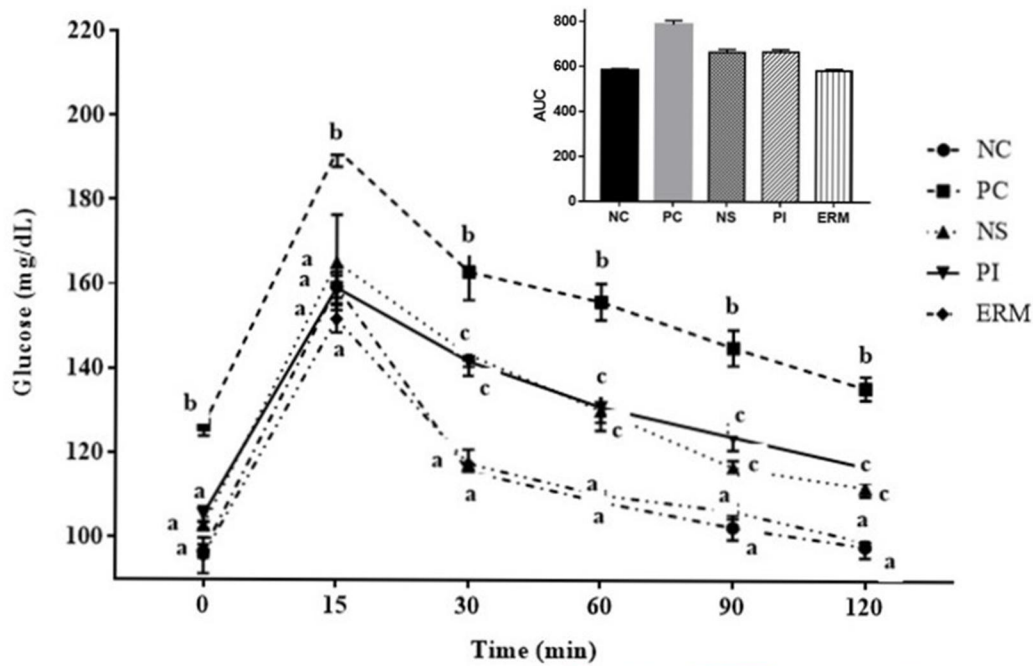 220
200
180
160
140
120
100
Glucose (mg/dL)
800
600
400
200
0
AUC
NC PC NS PI ERM
NC
PC
NS
PI
ERM
b
b
b
b
b
b
a
a
a
a
a
a
a
c
c
c
c
c
c
c
c
a
a
a
a
a
a
a
a
0 15 30 60 90 120
Time (min)